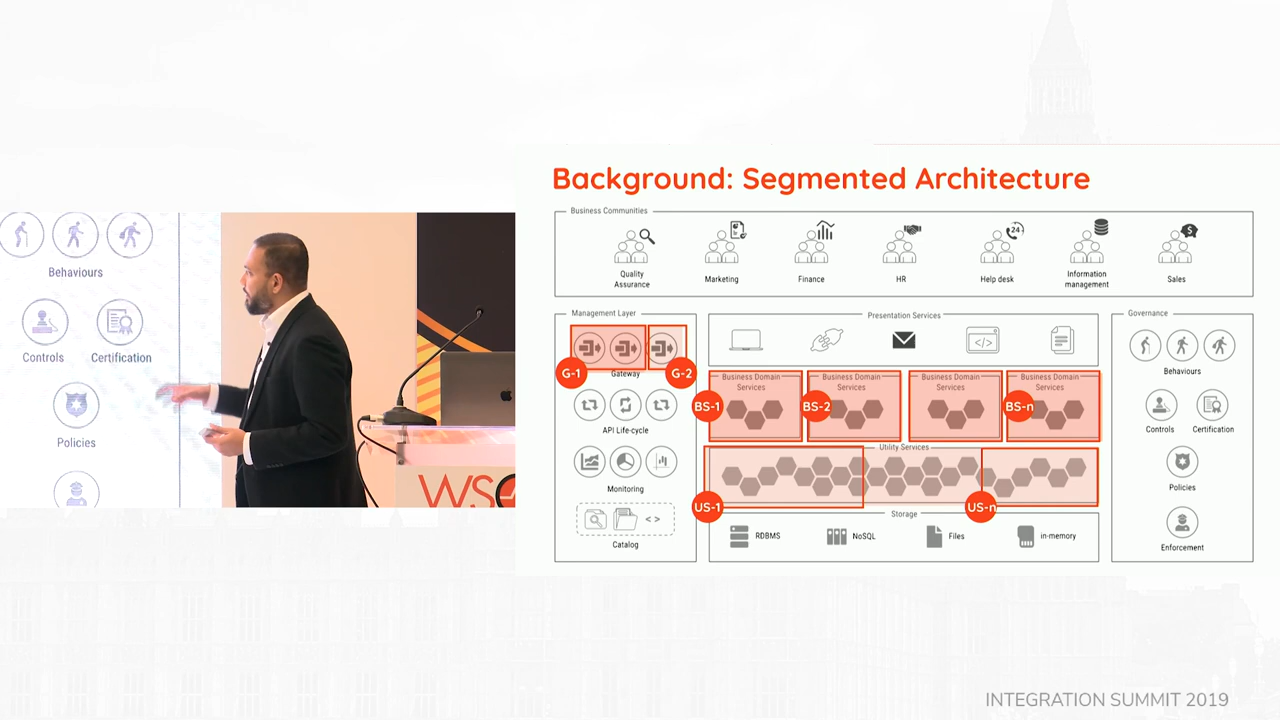 Background: Segmented Architecture
Business Communities
Quality
Assurance
Marketing
Finance
HR
24
Help desk
Information
management
$
Sales
Management Layer
G-1
Gateway
G-2
API Life-cycle
Monitoring
< >
Catalog
Presentation Services
</>
Business Domain
Services
Business Domain
Services
Business Domain
Services
Business Domain
Services
BS-1
BS-2
BS-n
Utility Services
US-1
US-n
Storage
RDBMS
NoSQL
Files
in-memory
Governance
Behaviours
Controls
Certification
Policies
Enforcement
Behaviours
Controls
Certification
Policies
WS
INTEGRATION SUMMIT 2019